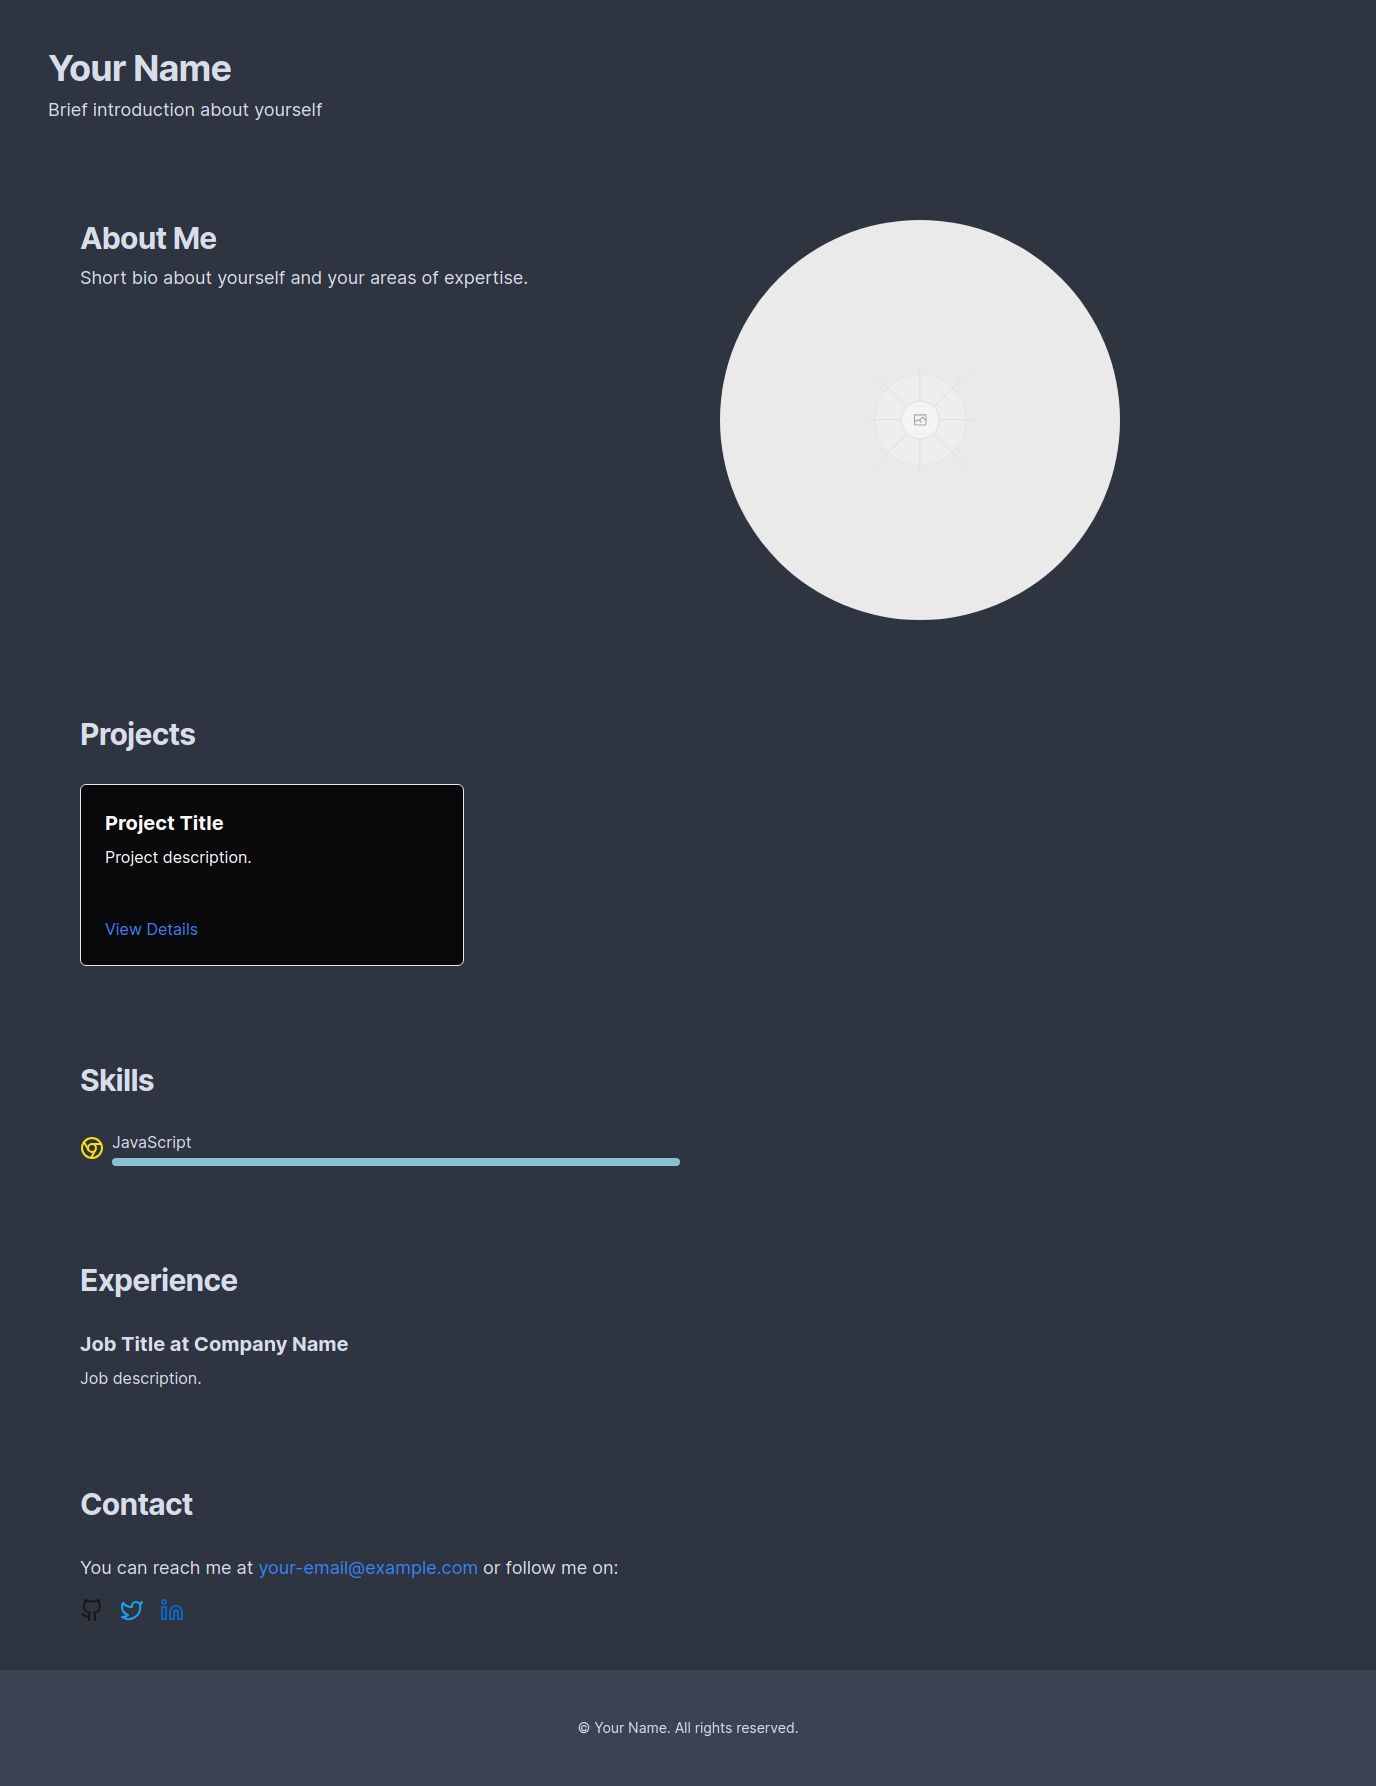 Your Name
Brief introduction about yourself
About Me
Short bio about yourself and your areas of expertise.
Projects
Project Title
Project description.
View Details
Skills
JavaScript
Experience
Job Title at Company Name
Job description.
Contact
You can reach me at your-email@example.com or follow me on:
© Your Name. All rights reserved.